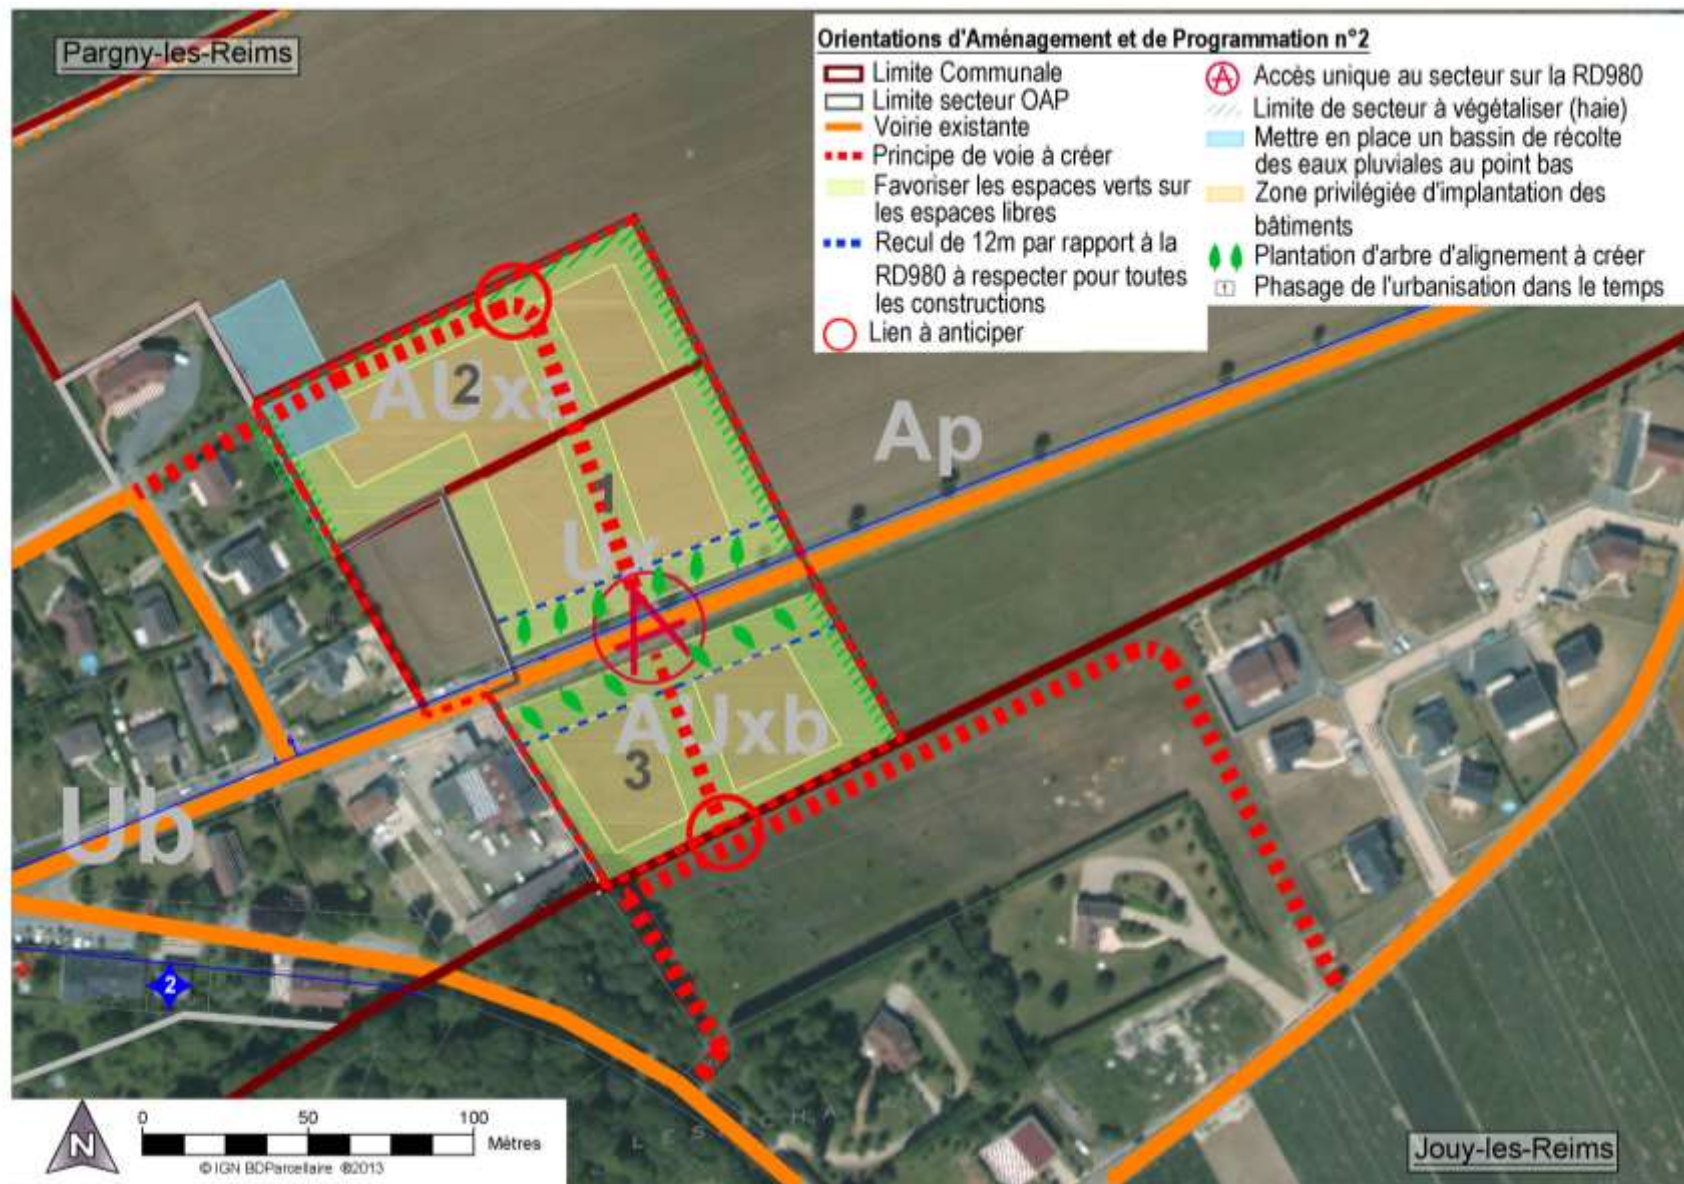 Pargny-les-Reims
Orientations d'Aménagement et de Programmation n°2
Limite Communale
Limite secteur OAP
Voirie existante
Principe de voie à créer
Favoriser les espaces verts sur
les espaces libres
Recul de 12m par rapport à la
RD980 à respecter pour toutes
les constructions
Lien à anticiper
A
Accès unique au secteur sur la RD980
Limite de secteur à végétaliser (haie)
Mettre en place un bassin de récolte
des eaux pluviales au point bas
Zone privilégiée d'implantation des
bâtiments
Plantation d'arbre d'alignement à créer
1 Phasage de l'urbanisation dans le temps
AUxa
2
Ap
1
Ux
A
AUxb
3
Ub
2
N
0 50 100
Mètres
© IGN BDParcellaire ©2013
Jouy-les-Reims